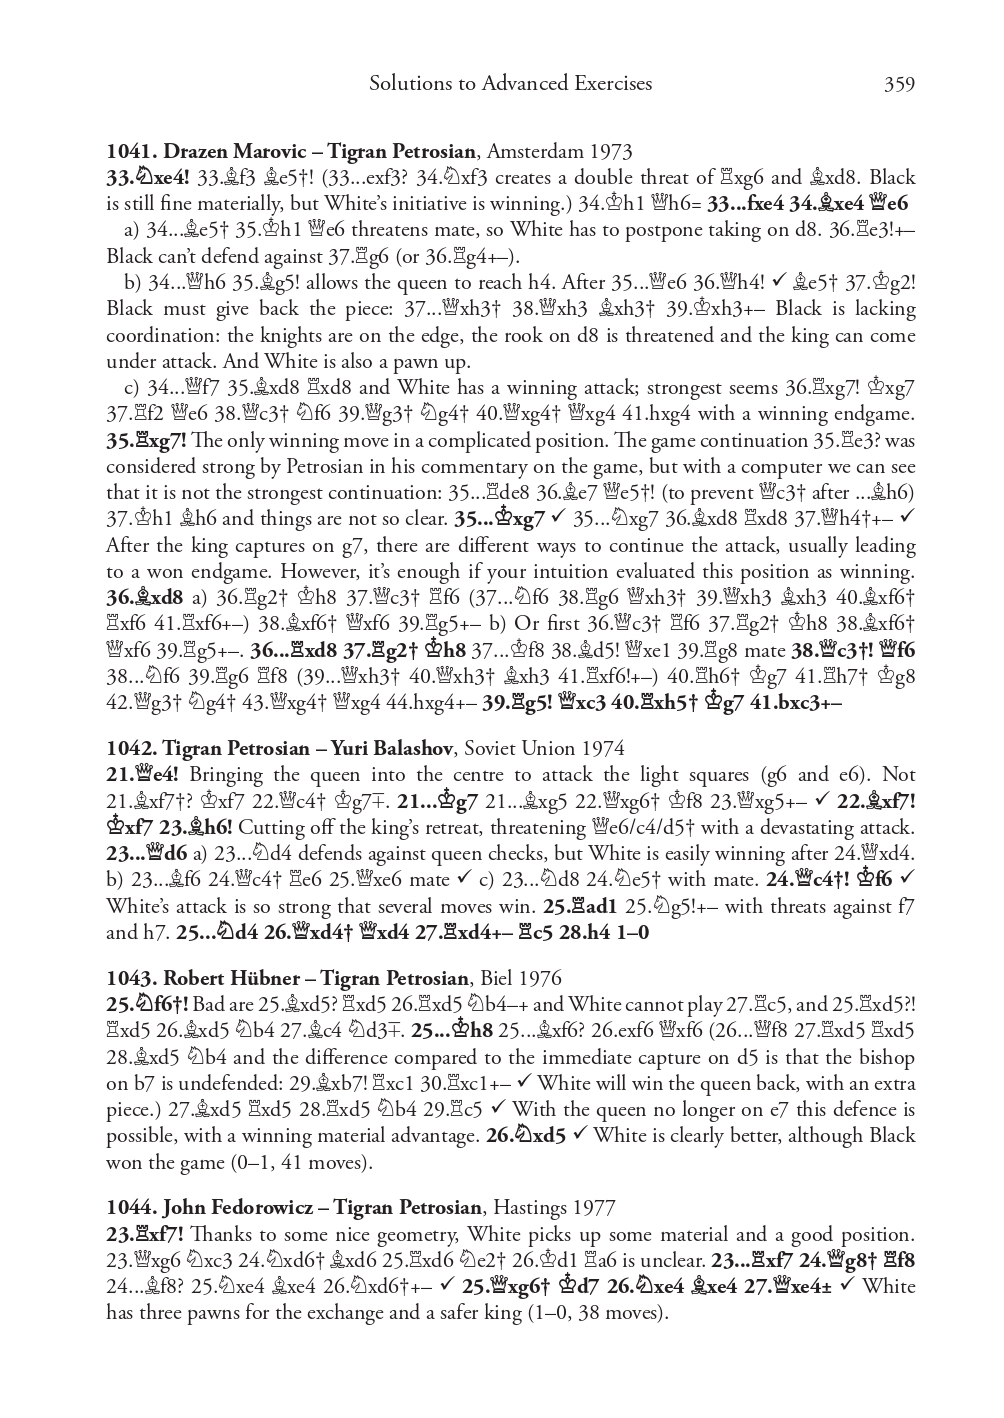 Solutions to Advanced Exercises 359
1041. Drazen Marovic – Tigran Petrosian, Amsterdam 1973
33.♘xe4! 33.♗f3 ♗e5†! (33...exf3? 34.♘xf3 creates a double threat of ♖xg6 and ♗xd8. Black
is still fine materially, but White’s initiative is winning.) 34.♔h1 ♕h6= 33...fxe4 34.♗xe4 ♕e6
a) 34...♗e5† 35.♔h1 ♕e6 threatens mate, so White has to postpone taking on d8. 36.♖e3!+–
Black can’t defend against 37.♖g6 (or 36.♖g4+–).
b) 34...♕h6 35.♗g5! allows the queen to reach h4. After 35...♕e6 36.♕h4! ✓ ♗e5† 37.♔g2!
Black must give back the piece: 37...♕xh3† 38.♕xh3 ♗xh3† 39.♔xh3+– Black is lacking
coordination: the knights are on the edge, the rook on d8 is threatened and the king can come
under attack. And White is also a pawn up.
c) 34...♕f7 35.♗xd8 ♖xd8 and White has a winning attack; strongest seems 36.♖xg7! ♔xg7
37.♖f2 ♕e6 38.♕c3† ♘f6 39.♕g3† ♘g4† 40.♕xg4† ♕xg4 41.hxg4 with a winning endgame.
35.♖xg7! The only winning move in a complicated position. The game continuation 35.♖e3? was
considered strong by Petrosian in his commentary on the game, but with a computer we can see
that it is not the strongest continuation: 35...♖de8 36.♗e7 ♕e5†! (to prevent ♕c3† after ...♗h6)
37.♔h1 ♗h6 and things are not so clear. 35...♔xg7 ✓ 35...♘xg7 36.♗xd8 ♖xd8 37.♕h4†+– ✓
After the king captures on g7, there are different ways to continue the attack, usually leading
to a won endgame. However, it’s enough if your intuition evaluated this position as winning.
36.♗xd8 a) 36.♖g2† ♔h8 37.♕c3† ♖f6 (37...♘f6 38.♖g6 ♕xh3† 39.♕xh3 ♗xh3 40.♗xf6†
♖xf6 41.♖xf6+–) 38.♗xf6† ♕xf6 39.♖g5+– b) Or first 36.♕c3† ♖f6 37.♖g2† ♔h8 38.♗xf6†
♕xf6 39.♖g5+–. 36...♖xd8 37.♖g2† ♔h8 37...♔f8 38.♗d5! ♕xe1 39.♖g8 mate 38.♕c3†! ♕f6
38...♘f6 39.♖g6 ♖f8 (39...♕xh3† 40.♕xh3† ♗xh3 41.♖xf6!+–) 40.♖h6† ♔g7 41.♖h7† ♔g8
42.♕g3† ♘g4† 43.♕xg4† ♕xg4 44.hxg4+– 39.♖g5! ♕xc3 40.♖xh5† ♔g7 41.bxc3+–
1042. Tigran Petrosian – Yuri Balashov, Soviet Union 1974
21.♕e4! Bringing the queen into the centre to attack the light squares (g6 and e6). Not
21.♗xf7†? ♔xf7 22.♕c4† ♔g7∓. 21...♔g7 21...♗xg5 22.♕xg6† ♔f8 23.♕xg5+– ✓ 22.♗xf7!
♔xf7 23.♗h6! Cutting off the king’s retreat, threatening ♕e6/c4/d5† with a devastating attack.
23...♕d6 a) 23...♘d4 defends against queen checks, but White is easily winning after 24.♕xd4.
b) 23...♗f6 24.♕c4† ♖e6 25.♕xe6 mate ✓ c) 23...♘d8 24.♘e5† with mate. 24.♕c4†! ♔f6 ✓
White’s attack is so strong that several moves win. 25.♖ad1 25.♘g5!+– with threats against f7
and h7. 25...♘d4 26.♕xd4† ♕xd4 27.♖xd4+– ♖c5 28.h4 1–0
1043. Robert Hübner – Tigran Petrosian, Biel 1976
25.♘f6†! Bad are 25.♗xd5? ♖xd5 26.♖xd5 ♘b4–+ and White cannot play 27.♖c5, and 25.♖xd5?!
♖xd5 26.♗xd5 ♘b4 27.♗c4 ♘d3∓. 25...♔h8 25...♗xf6? 26.exf6 ♕xf6 (26...♕f8 27.♖xd5 ♖xd5
28.♗xd5 ♘b4 and the difference compared to the immediate capture on d5 is that the bishop
on b7 is undefended: 29.♗xb7! ♖xc1 30.♖xc1+– ✓ White will win the queen back, with an extra
piece.) 27.♗xd5 ♖xd5 28.♖xd5 ♘b4 29.♖c5 ✓ With the queen no longer on e7 this defence is
possible, with a winning material advantage. 26.♘xd5 ✓ White is clearly better, although Black
won the game (0–1, 41 moves).
1044. John Fedorowicz – Tigran Petrosian, Hastings 1977
23.♖xf7! Thanks to some nice geometry, White picks up some material and a good position.
23.♕xg6 ♘xc3 24.♘xd6† ♗xd6 25.♖xd6 ♘e2† 26.♔d1 ♖a6 is unclear. 23...♖xf7 24.♕g8† ♖f8
24...♗f8? 25.♘xe4 ♗xe4 26.♘xd6†+– ✓ 25.♕xg6† ♔d7 26.♘xe4 ♗xe4 27.♕xe4± ✓ White
has three pawns for the exchange and a safer king (1–0, 38 moves).